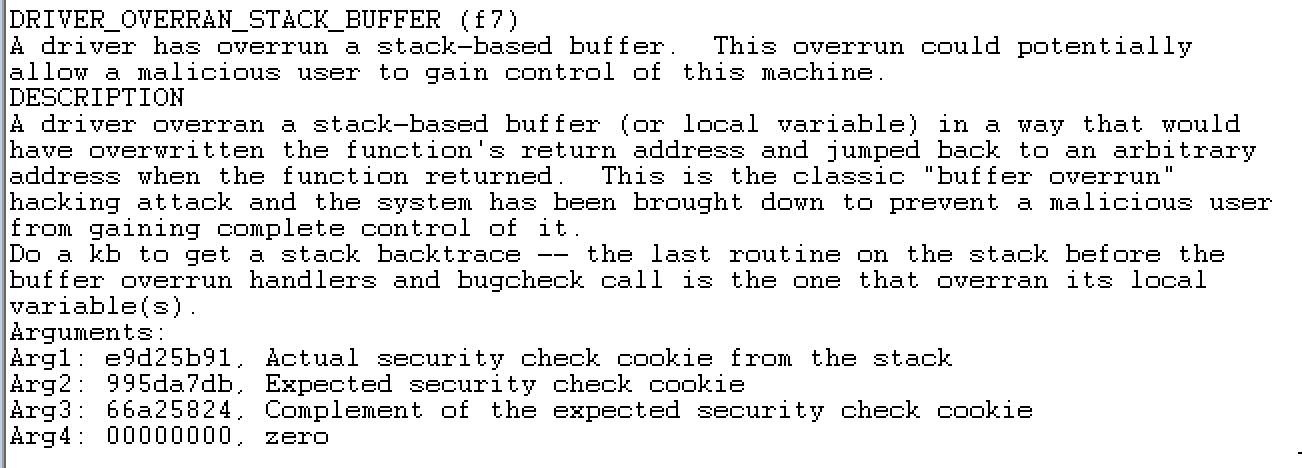 DRIVER_OVERRAN_STACK_BUFFER (f7)
A driver has overrun a stack-based buffer.  This overrun could potentially
allow a malicious user to gain control of this machine.
DESCRIPTION
A driver overran a stack-based buffer (or local variable) in a way that would
have overwritten the function's return address and jumped back to an arbitrary
address when the function returned.  This is the classic "buffer overrun"
hacking attack and the system has been brought down to prevent a malicious user
from gaining complete control of it.
Do a kb to get a stack backtrace -- the last routine on the stack before the
buffer overrun handlers and bugcheck call is the one that overran its local
variable(s).
Arguments:
Arg1: e9d25b91, Actual security check cookie from the stack
Arg2: 995da7db, Expected security check cookie
Arg3: 66a25824, Complement of the expected security check cookie
Arg4: 00000000, zero